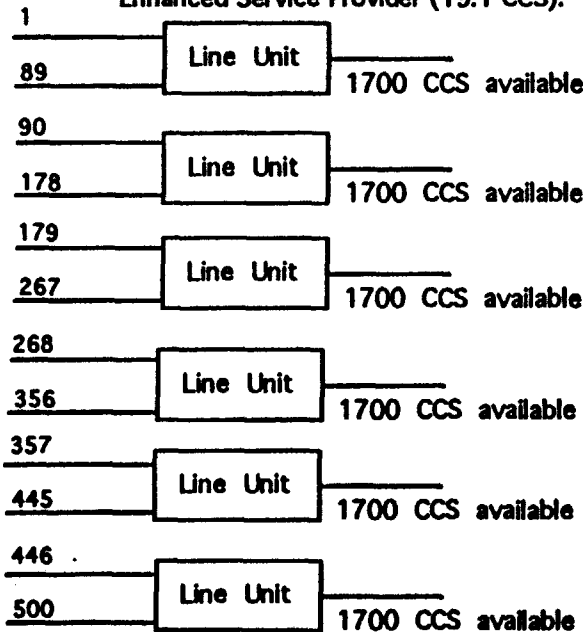 Enhanced Service Provider (19.1 CCS).
1
Line Unit
89
1700 CCS available
90
Line Unit
178
1700 CCS available
179
Line Unit
267
1700 CCS available
268
Line Unit
356
1700 CCS available
357
Line Unit
445
1700 CCS available
446
Line Unit
500
1700 CCS available